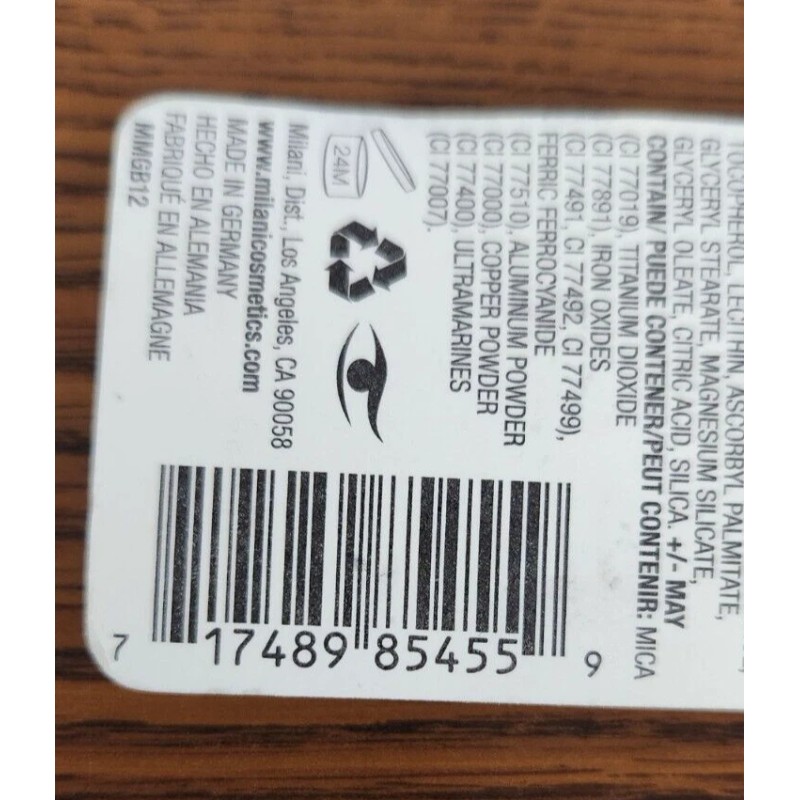 TOCOPHEROL, LECITHIN, ASCORBYL PALMITATE,
GLYCERYL STEARATE, MAGNESIUM SILICATE,
GLYCERYL OLEATE, CITRIC ACID, SILICA. +/- MAY
CONTAIN/ PUEDE CONTENER/PEUT CONTENIR: MICA
(CI 77019), TITANIUM DIOXIDE
(CI 77891), IRON OXIDES
(CI 77491, CI 77492, CI 77499),
FERRIC FERROCYANIDE
(CI 77510), ALUMINUM POWDER
(CI 77000), COPPER POWDER
(CI 77400), ULTRAMARINES
(CI 77007).
24M
Milani, Dist., Los Angeles, CA 90058
www.milanicosmetics.com
MADE IN GERMANY
HECHO EN ALEMANIA
FABRIQUÉ EN ALLEMAGNE
MMGB12
7 17489 85455 9